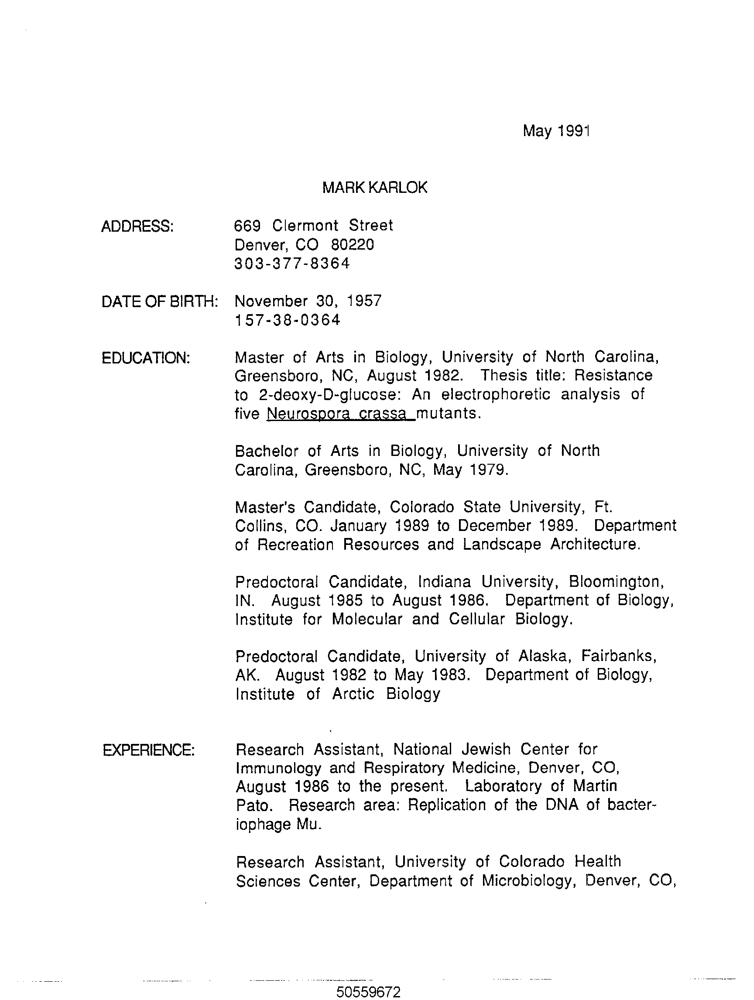 May 1991
MARK KARLOK
ADDRESS: 669 Clermont Street
Denver, CO 80220
303-377-8364
DATE OF BIRTH: November 30, 1957
157-38-0364
EDUCATION: Master of Arts in Biology, University of North Carolina,
Greensboro, NC, August 1982. Thesis title: Resistance
to 2-deoxy-D-glucose: An electrophoretic analysis of
five Neurospora crassa mutants.
Bachelor of Arts in Biology, University of North
Carolina, Greensboro, NC, May 1979.
Master's Candidate, Colorado State University, Ft.
Collins, CO. January 1989 to December 1989. Department
of Recreation Resources and Landscape Architecture.
Predoctoral Candidate, Indiana University, Bloomington,
IN. August 1985 to August 1986. Department of Biology,
Institute for Molecular and Cellular Biology.
Predoctoral Candidate, University of Alaska, Fairbanks,
AK. August 1982 to May 1983. Department of Biology,
Institute of Arctic Biology
EXPERIENCE: Research Assistant, National Jewish Center for
Immunology and Respiratory Medicine, Denver, CO,
August 1986 to the present. Laboratory of Martin
Pato. Research area: Replication of the DNA of bacter-
iophage Mu.
Research Assistant, University of Colorado Health
Sciences Center, Department of Microbiology, Denver, CO,
50559672